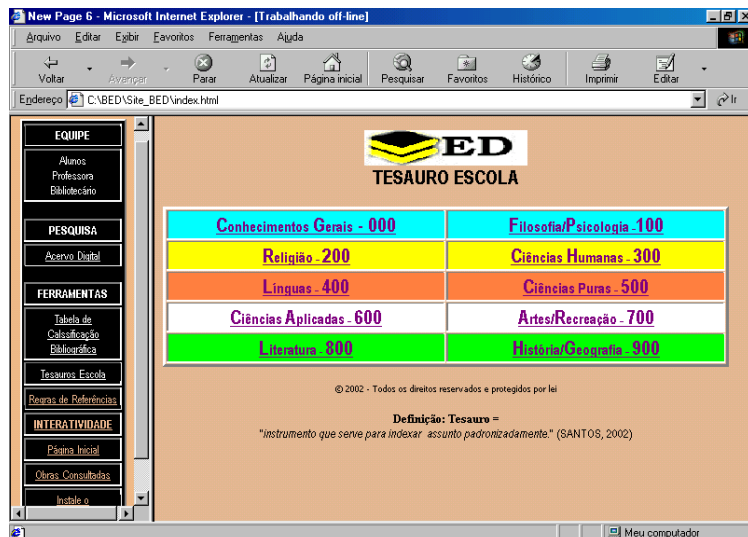 New Page 6 - Microsoft Internet Explorer - [Trabalhando off-line]
Arquivo Editar Exibir Favoritos Ferramentas Ajuda
Voltar Avançar Parar Atualizar Página inicial Pesquisar Favoritos Histórico Imprimir Editar
Endereço C:\BED\Site_BED\index.html Ir
EQUIPE
Alunos
Professora
Bibliotecário
PESQUISA
Acervo Digital
FERRAMENTAS
Tabela de
Calssificação
Bibliográfica
Tesauros Escola
Regras de Referências
INTERATIVIDADE
Página Inicial
Obras Consultadas
Instale o
ED
TESAURO ESCOLA
Conhecimentos Gerais - 000 Filosofia/Psicologia -100
Religião - 200 Ciências Humanas - 300
Línguas - 400 Ciências Puras - 500
Ciências Aplicadas - 600 Artes/Recreação - 700
Literatura - 800 História/Geografia - 900
© 2002 - Todos os direitos reservados e protegidos por lei
Definição: Tesauro =
"instrumento que serve para indexar assunto padronizadamente." (SANTOS, 2002)
Meu computador